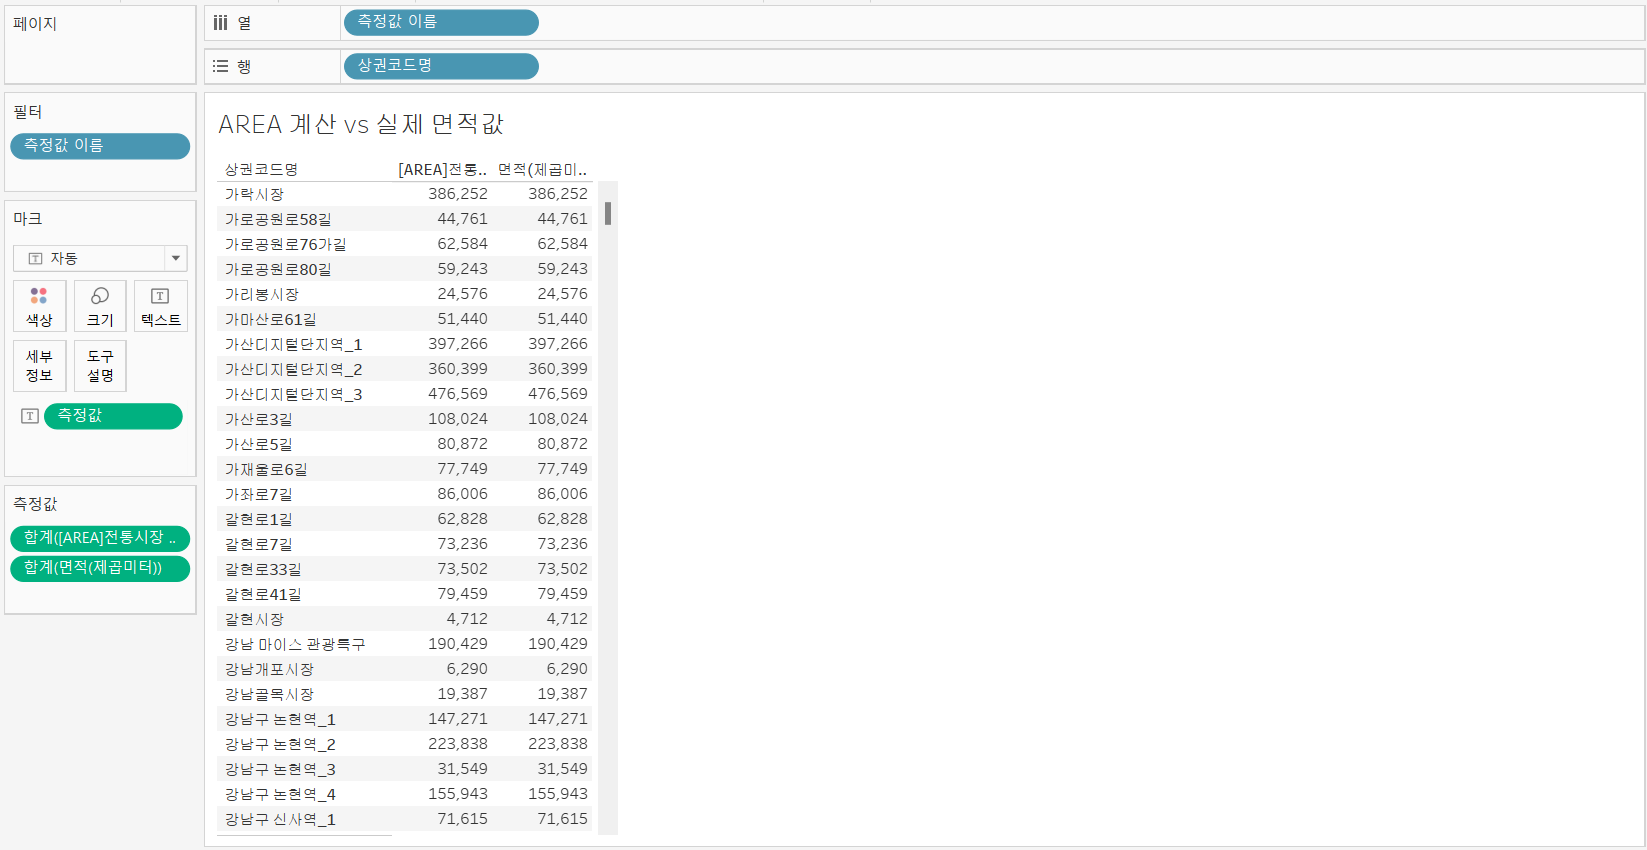 페이지
열
측정값 이름
행
상권코드명
필터
측정값 이름
마크
자동
색상
크기
텍스트
세부
정보
도구
설명
측정값
측정값
합계([AREA]전통시장 ..
합계(면적(제곱미터))
AREA 계산 vs 실제 면적값
상권코드명 [AREA]전통.. 면적(제곱미..
가락시장 386,252 386,252
가로공원로58길 44,761 44,761
가로공원로76가길 62,584 62,584
가로공원로80길 59,243 59,243
가리봉시장 24,576 24,576
가마산로61길 51,440 51,440
가산디지털단지역_1 397,266 397,266
가산디지털단지역_2 360,399 360,399
가산디지털단지역_3 476,569 476,569
가산로3길 108,024 108,024
가산로5길 80,872 80,872
가재울로6길 77,749 77,749
가좌로7길 86,006 86,006
갈현로1길 62,828 62,828
갈현로7길 73,236 73,236
갈현로33길 73,502 73,502
갈현로41길 79,459 79,459
갈현시장 4,712 4,712
강남 마이스 관광특구 190,429 190,429
강남개포시장 6,290 6,290
강남골목시장 19,387 19,387
강남구 논현역_1 147,271 147,271
강남구 논현역_2 223,838 223,838
강남구 논현역_3 31,549 31,549
강남구 논현역_4 155,943 155,943
강남구 신사역_1 71,615 71,615